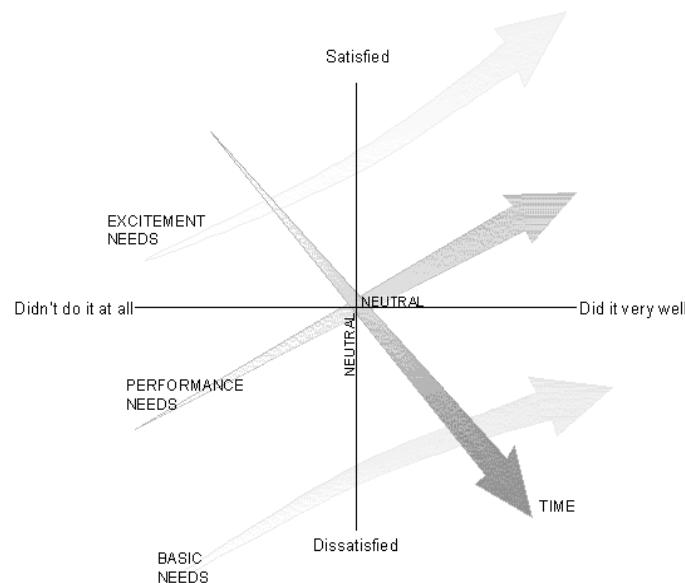 Satisfied
EXCITEMENT
NEEDS
NEUTRAL
Didn't do it at all
Did it very well
NEUTRAL
PERFORMANCE
NEEDS
TIME
Dissatisfied
BASIC
NEEDS